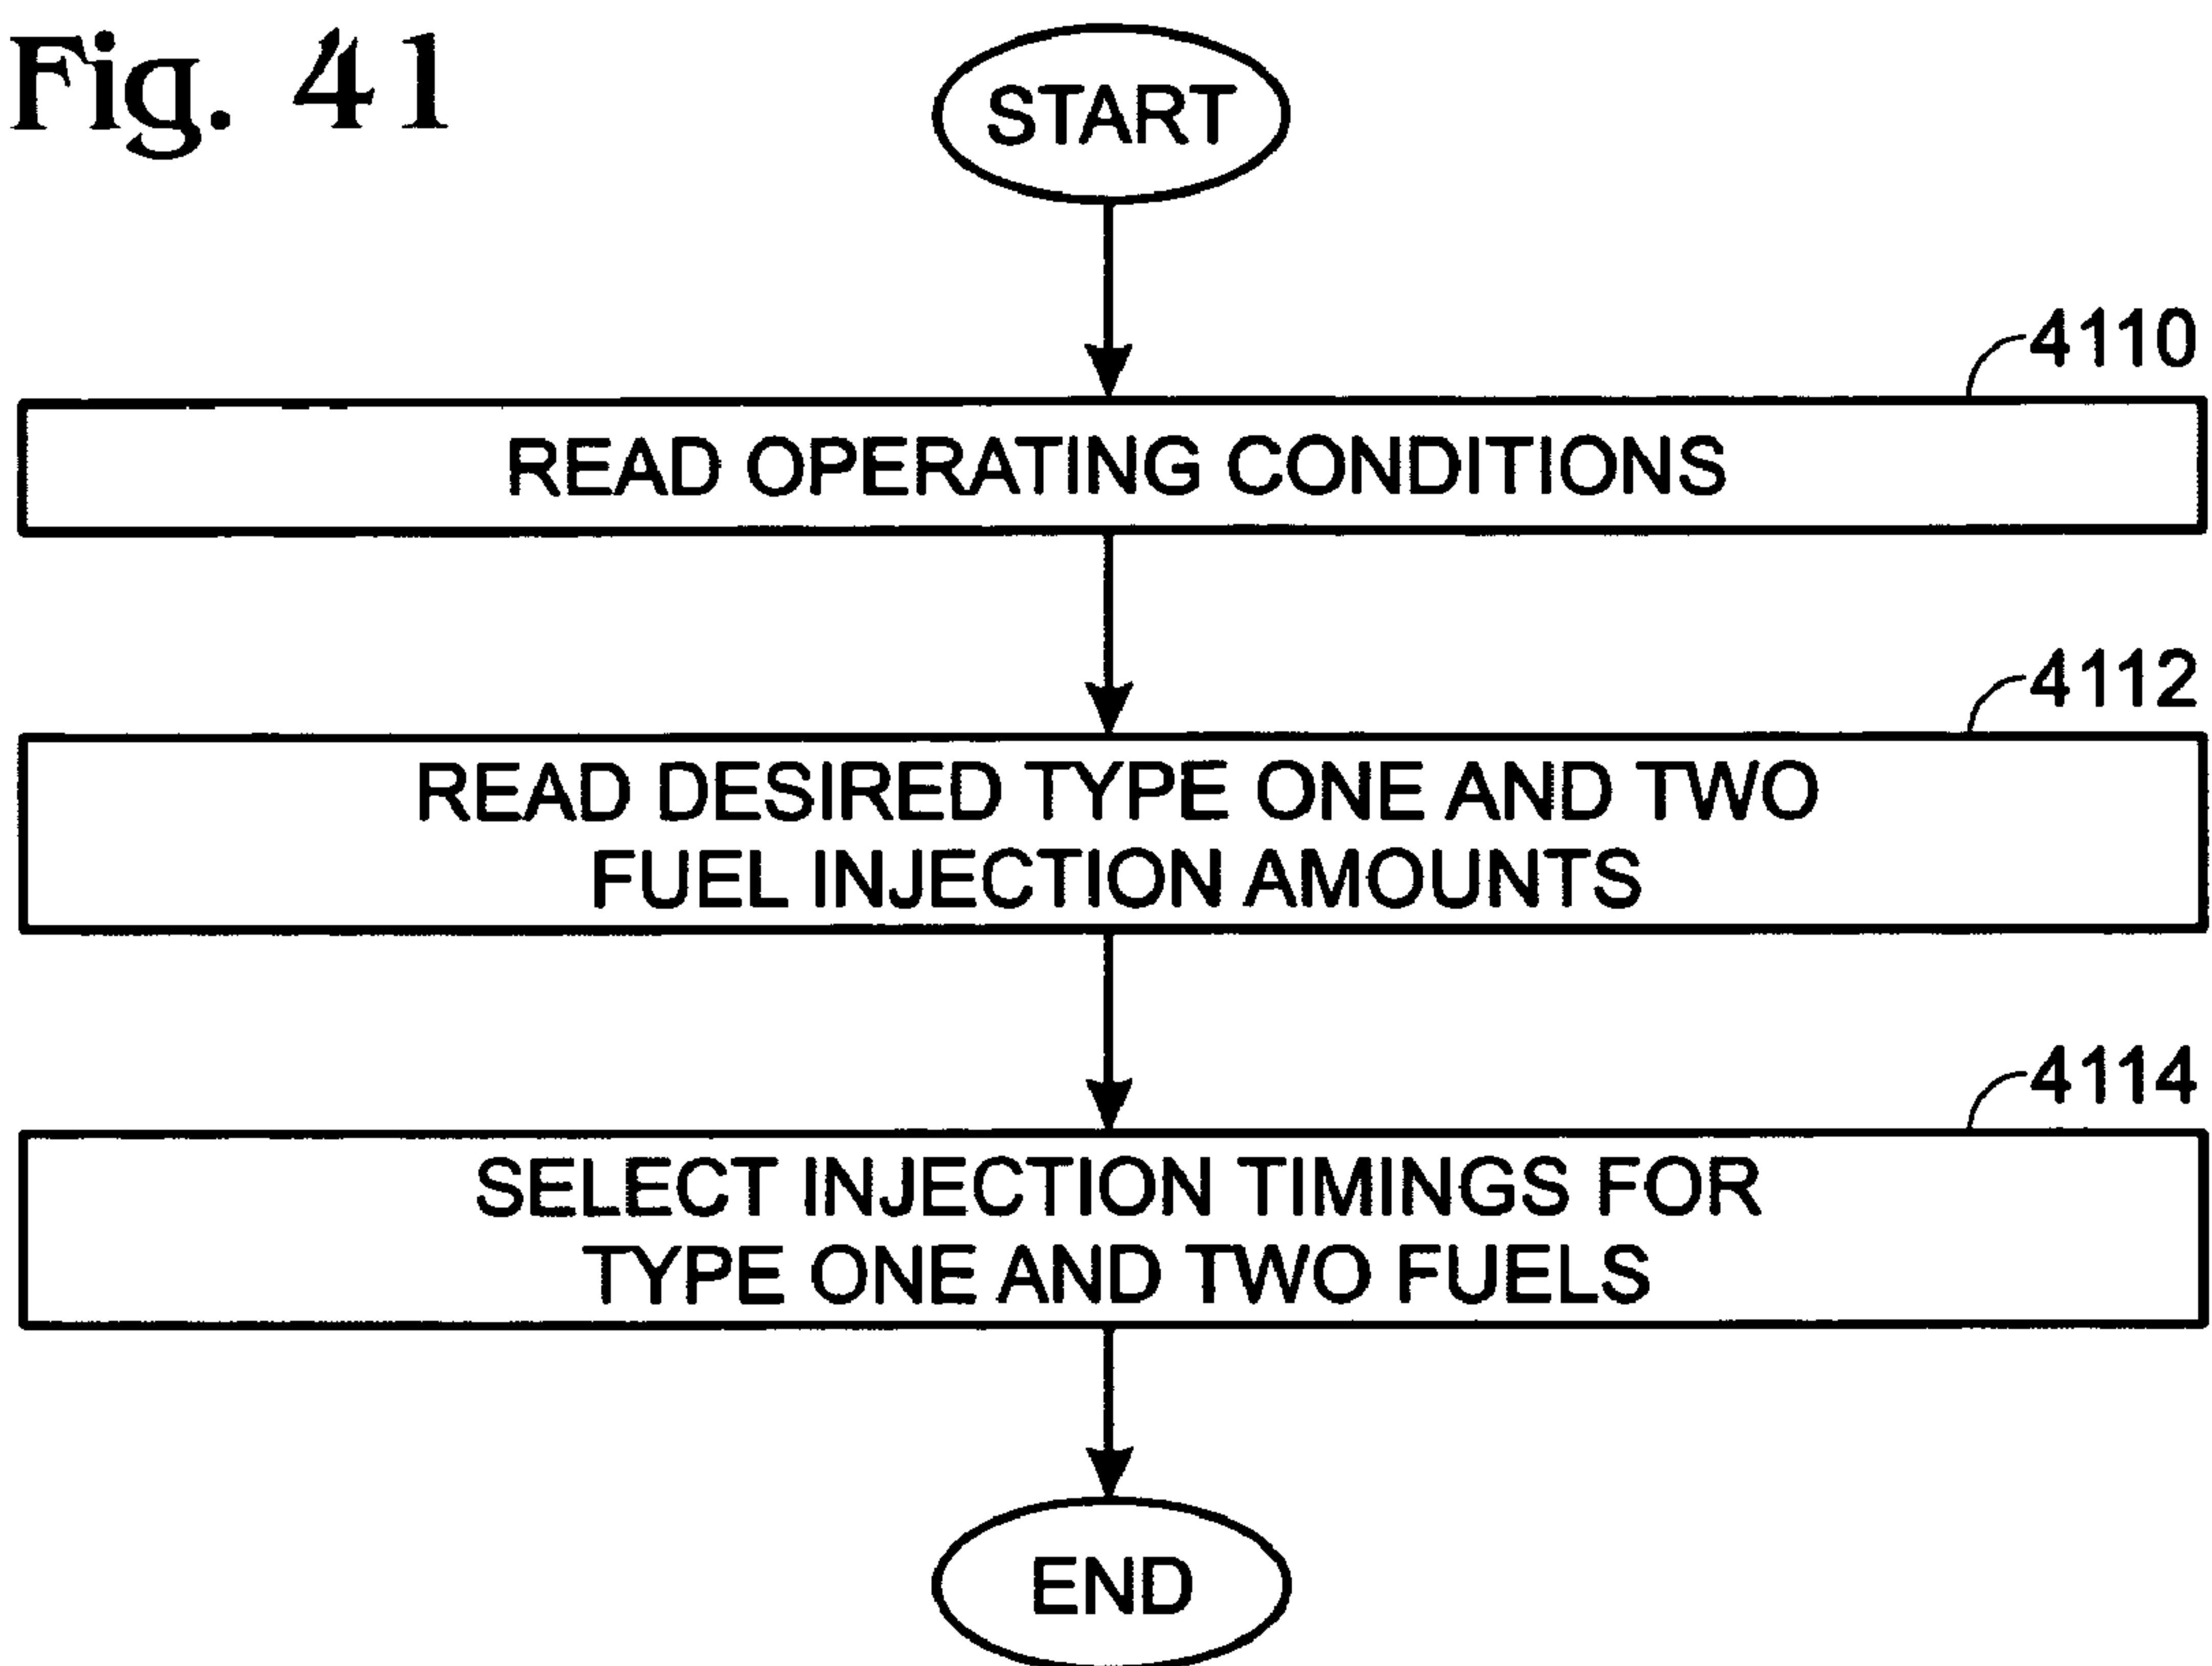 Fig. 41
START
4110
READ OPERATING CONDITIONS
4112
READ DESIRED TYPE ONE AND TWO
FUEL INJECTION AMOUNTS
4114
SELECT INJECTION TIMINGS FOR
TYPE ONE AND TWO FUELS
END